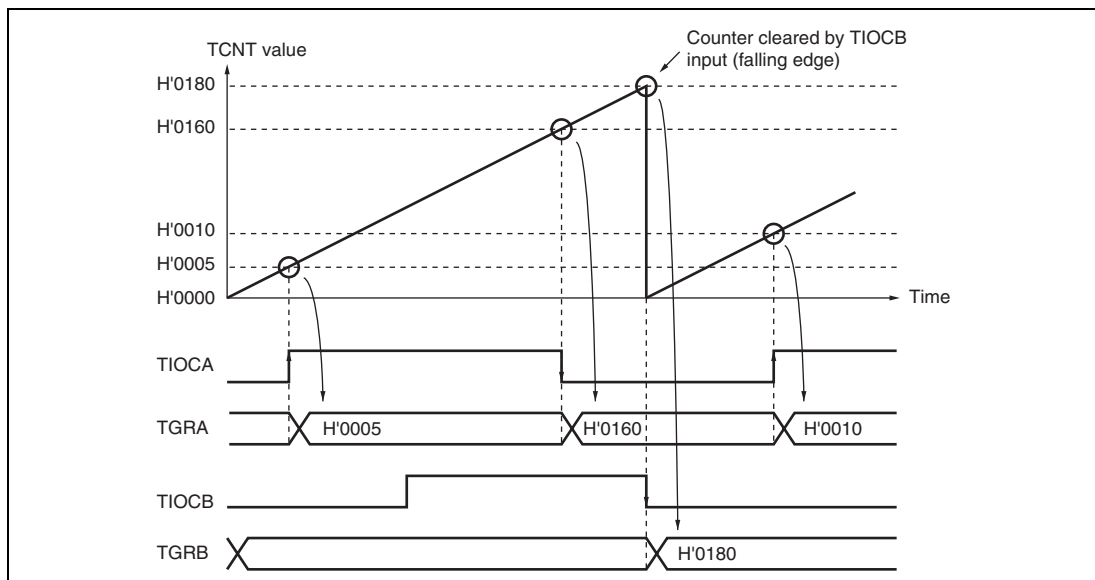 Counter cleared by TIOCB
input (falling edge)
TCNT value
H'0180
H'0160
H'0010
H'0005
H'0000
Time
TIOCA
TGRA
H'0005
H'0160
H'0010
TIOCB
TGRB
H'0180